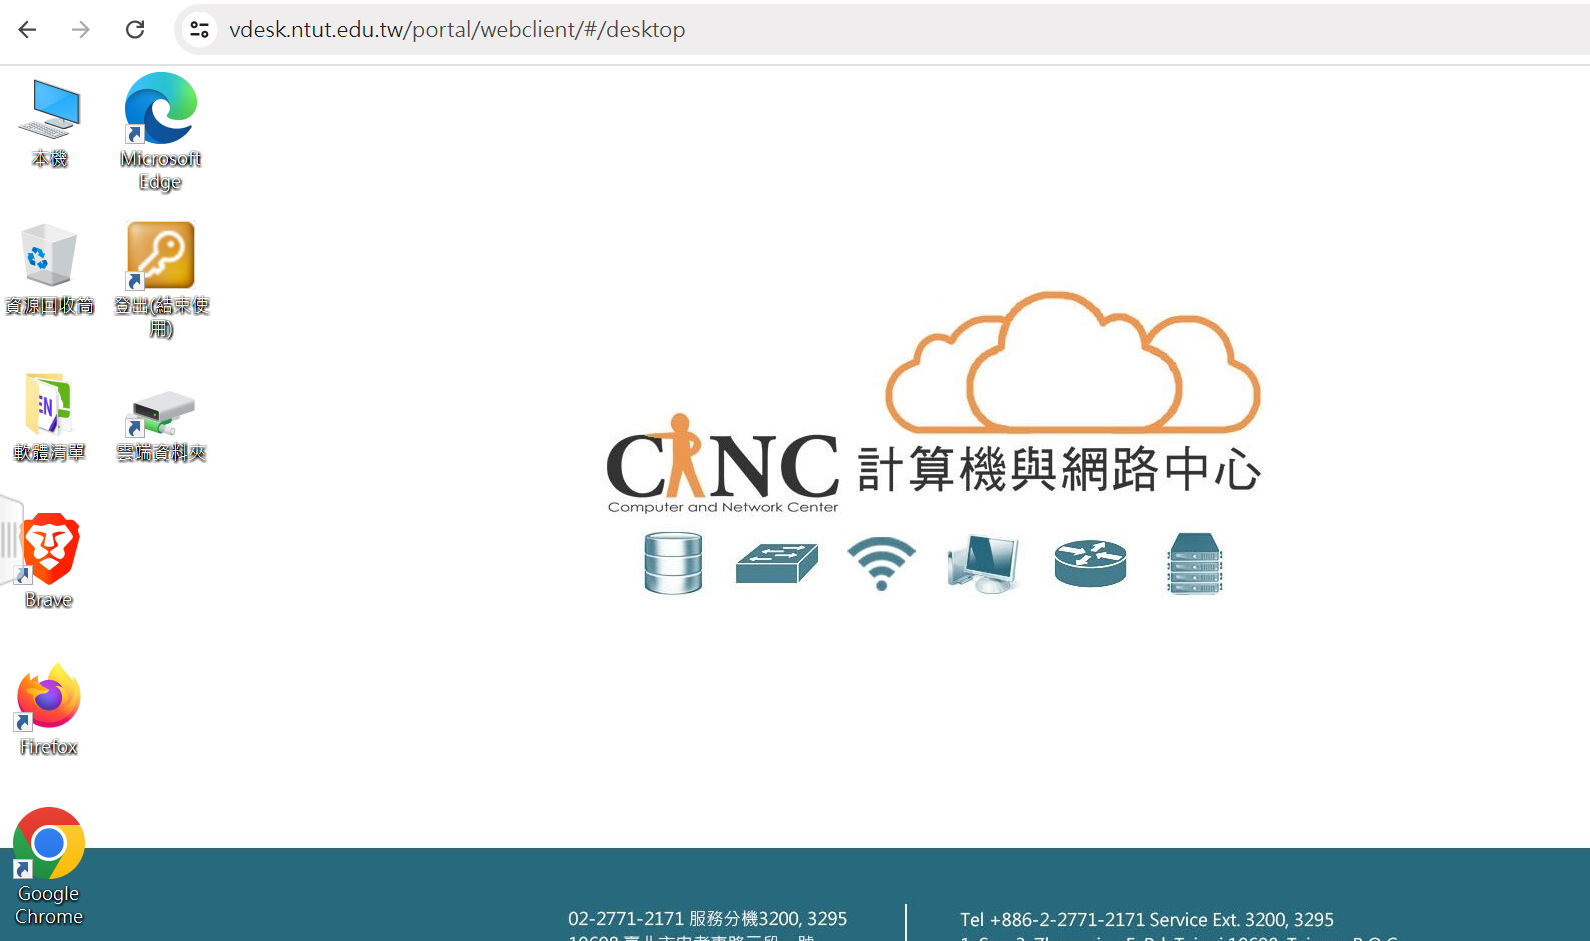 vdesk.ntut.edu.tw/portal/webclient/#/desktop
本機
Microsoft
Edge
資源回收筒
登出(結束使
用)
EN
軟體清單
雲端資料夾
Brave
Firefox
Google
Chrome
CNC
計算機與網路中心
Computer and Network Center
02-2771-2171 服務分機3200, 3295
Tel +886-2-2771-2171 Service Ext. 3200, 3295